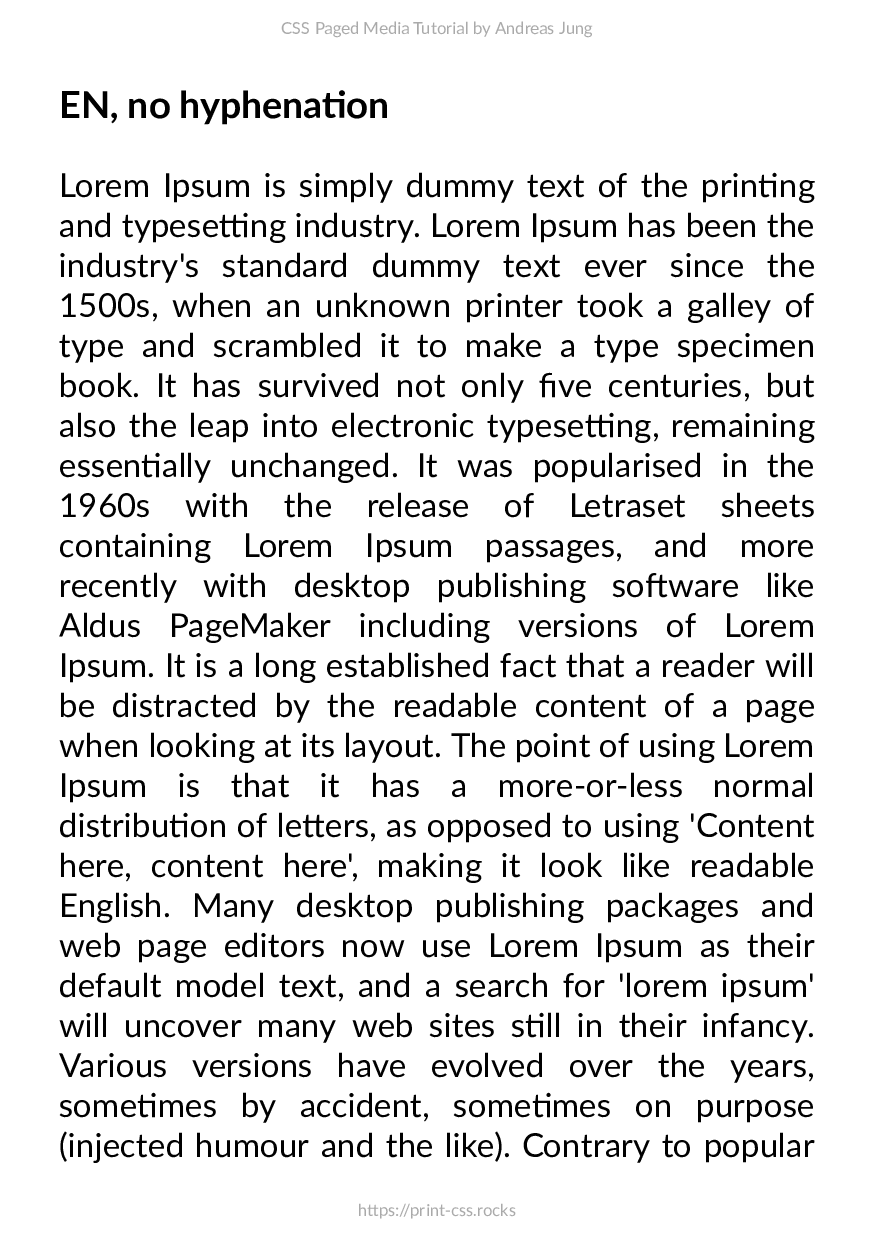 CSS Paged Media Tutorial by Andreas Jung
EN, no hyphenation
Lorem Ipsum is simply dummy text of the printing
and typesetting industry. Lorem Ipsum has been the
industry's standard dummy text ever since the
1500s, when an unknown printer took a galley of
type and scrambled it to make a type specimen
book. It has survived not only five centuries, but
also the leap into electronic typesetting, remaining
essentially unchanged. It was popularised in the
1960s with the release of Letraset sheets
containing Lorem Ipsum passages, and more
recently with desktop publishing software like
Aldus PageMaker including versions of Lorem
Ipsum. It is a long established fact that a reader will
be distracted by the readable content of a page
when looking at its layout. The point of using Lorem
Ipsum is that it has a more-or-less normal
distribution of letters, as opposed to using 'Content
here, content here', making it look like readable
English. Many desktop publishing packages and
web page editors now use Lorem Ipsum as their
default model text, and a search for 'lorem ipsum'
will uncover many web sites still in their infancy.
Various versions have evolved over the years,
sometimes by accident, sometimes on purpose
(injected humour and the like). Contrary to popular
https://print-css.rocks